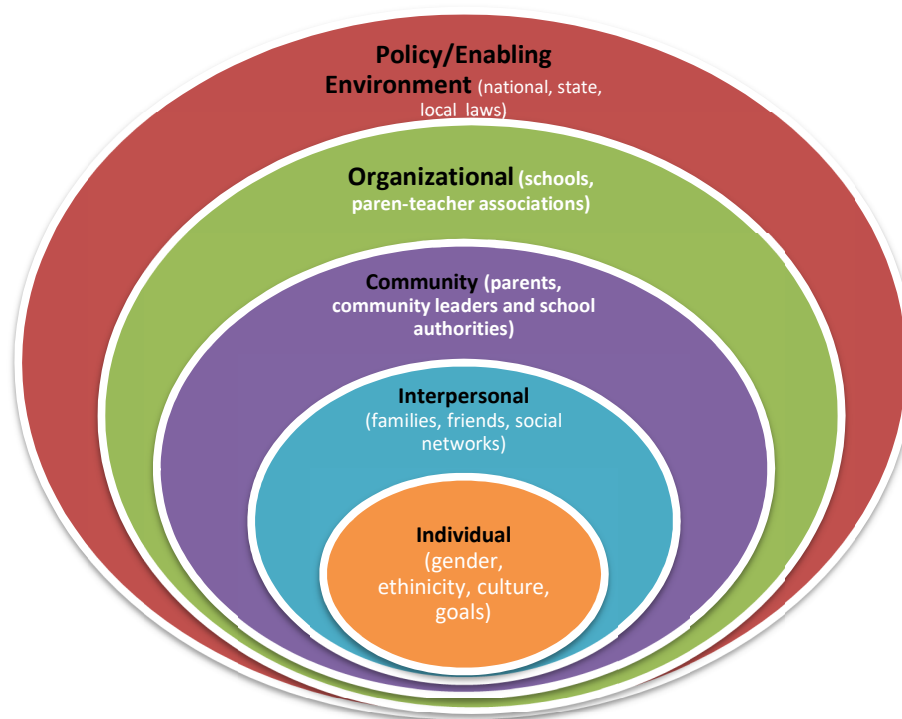 Policy/Enabling
Environment (national, state,
local laws)
Organizational (schools,
paren-teacher associations)
Community (parents,
community leaders and school
authorities)
Interpersonal
(families, friends, social
networks)
Individual
(gender,
ethinicity, culture,
goals)